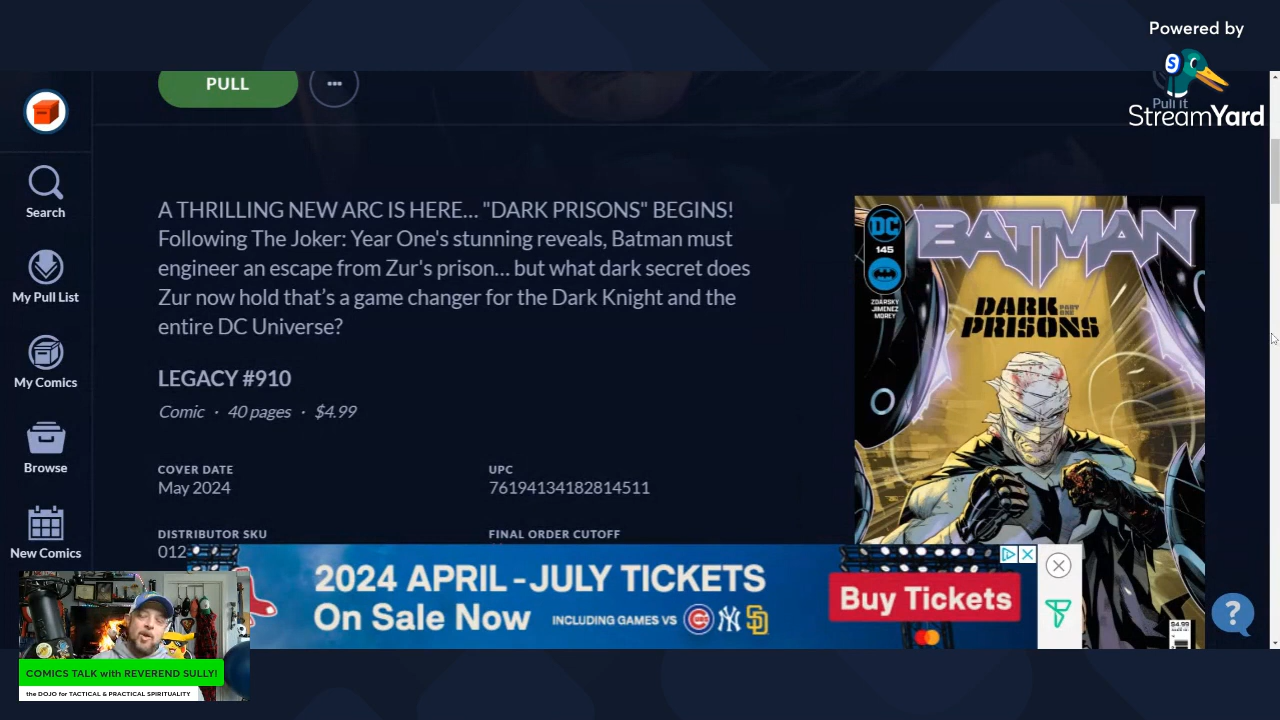 Powered by
StreamYard
Pull it
PULL
Search
My Pull List
My Comics
Browse
New Comics
A THRILLING NEW ARC IS HERE... "DARK PRISONS" BEGINS!
Following The Joker: Year One's stunning reveals, Batman must
engineer an escape from Zur's prison... but what dark secret does
Zur now hold that's a game changer for the Dark Knight and the
entire DC Universe?
LEGACY #910
Comic · 40 pages · $4.99
COVER DATE
May 2024
UPC
76194134182814511
DISTRIBUTOR SKU
012
FINAL ORDER CUTOFF
DC
145
ZDARSKY
JIMENEZ
MOREY
BATMAN
DARK PART ONE
PRISONS
$4.99
2024 APRIL - JULY TICKETS
On Sale Now INCLUDING GAMES VS
Buy Tickets
COMICS TALK with REVEREND SULLY!
the DOJO for TACTICAL & PRACTICAL SPIRITUALITY